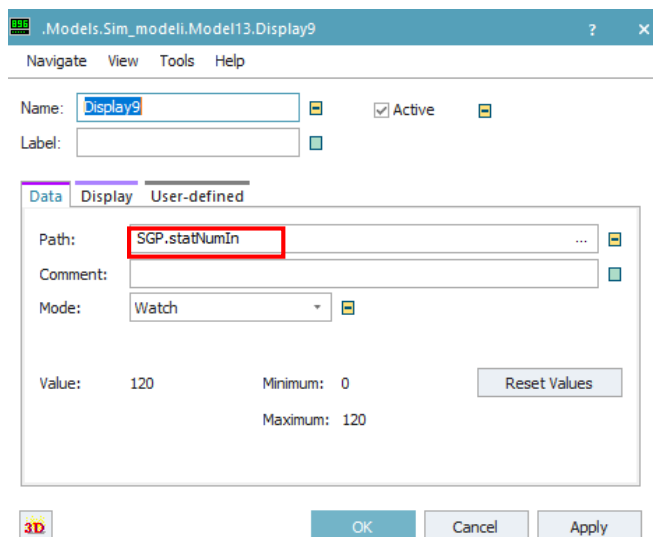 .Models.Sim_modeli.Model13.Display9 ? ×
Navigate View Tools Help
Name: Display9 Active
Label:
Data Display User-defined
Path: SGP.statNumIn ...
Comment:
Mode: Watch
Value: 120 Minimum: 0 Reset Values
Maximum: 120
3D OK Cancel Apply